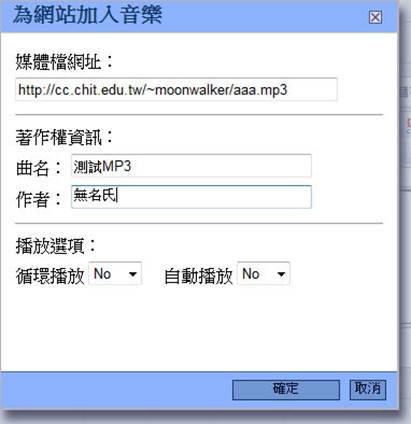 為網站加入音樂
媒體檔網址：
http://cc.chit.edu.tw/~moonwalker/aaa.mp3
著作權資訊：
曲名： 測試MP3
作者： 無名氏
播放選項：
循環播放 No 自動播放 No
確定 取消